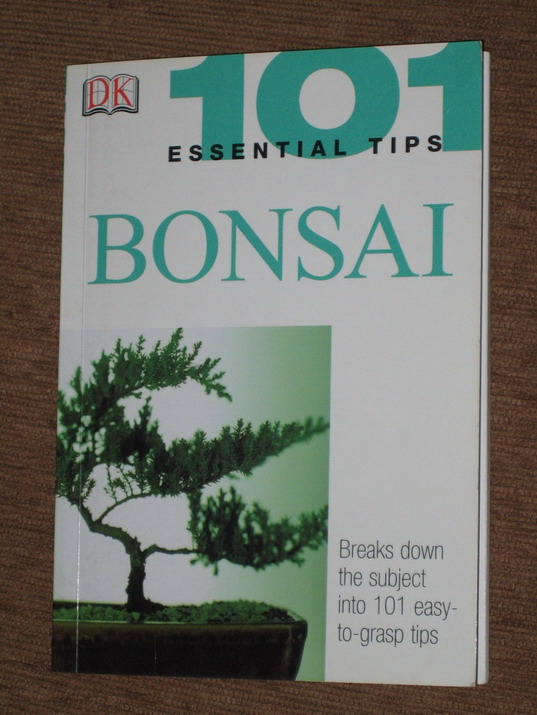 DK
101
ESSENTIAL TIPS
BONSAI
Breaks down
the subject
into 101 easy-
to-grasp tips